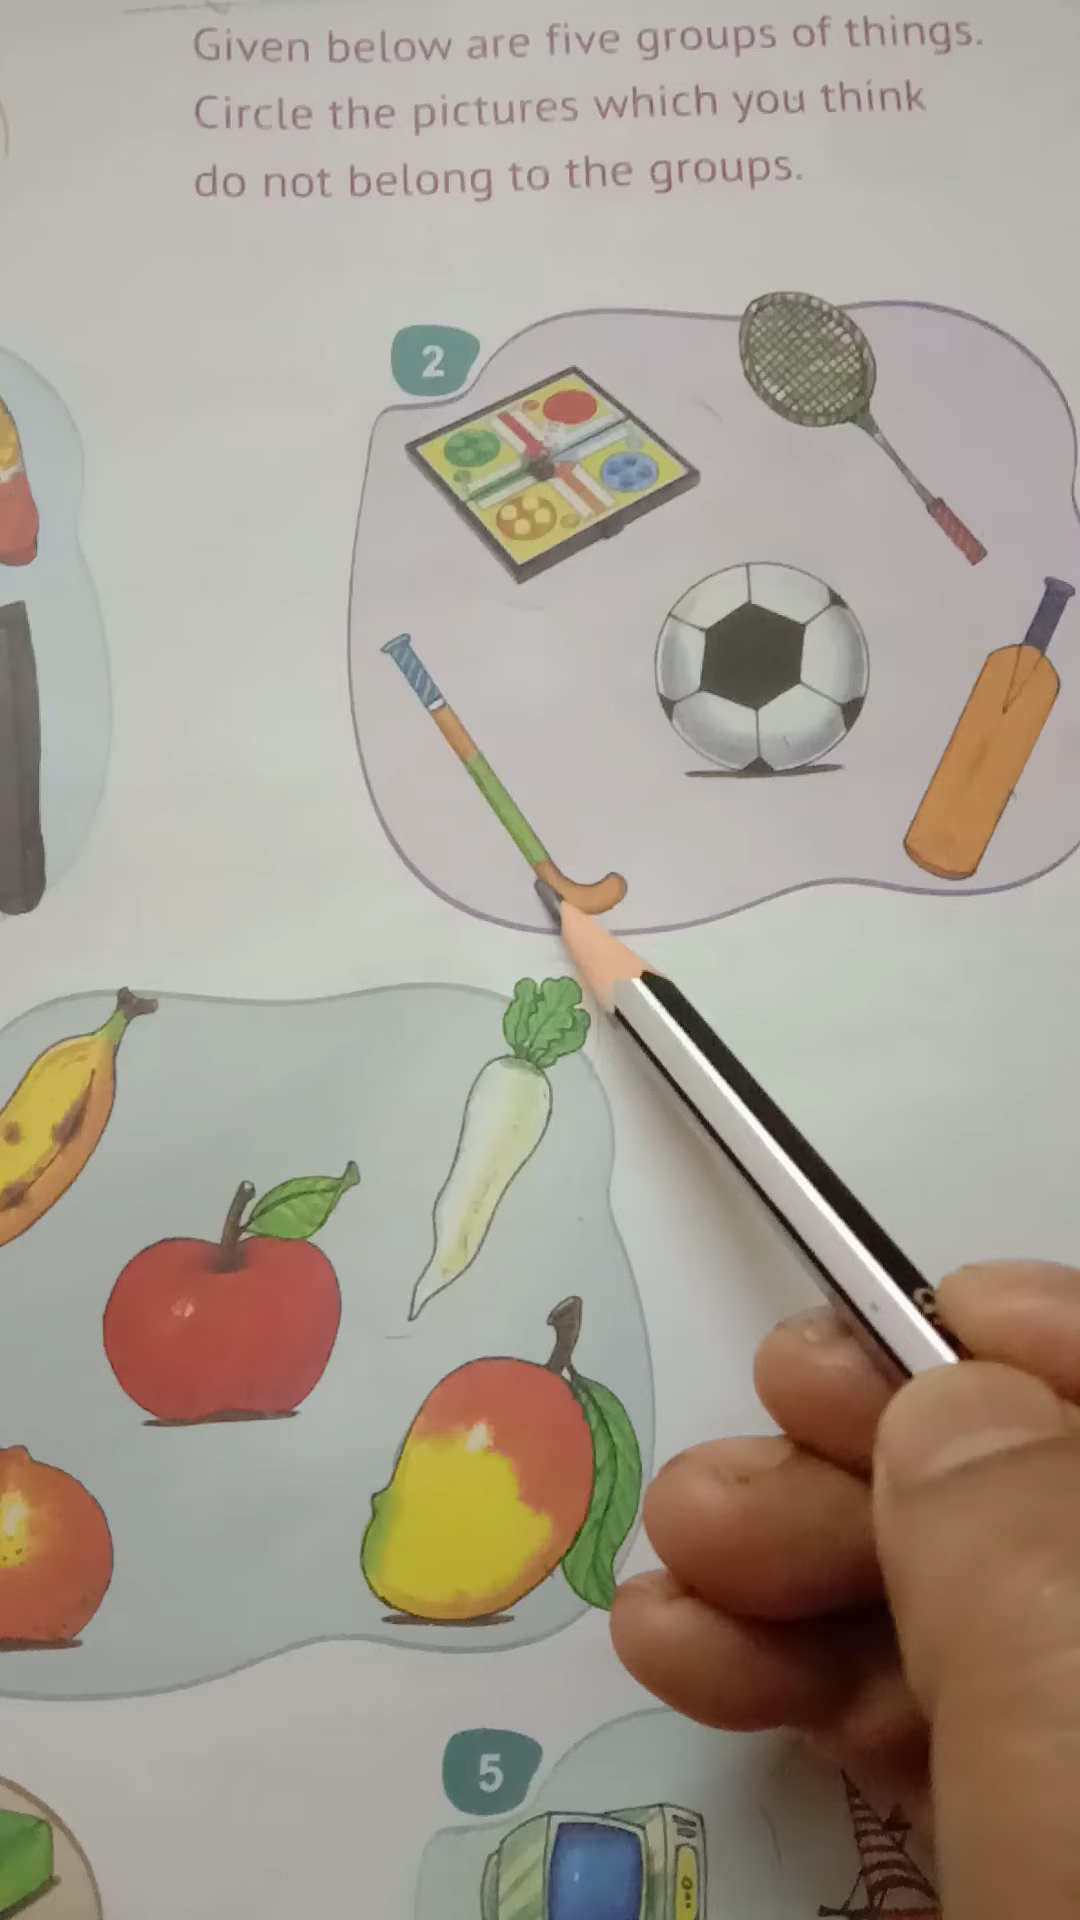 Given below are five groups of things.
Circle the pictures which you think
do not belong to the groups.
2
5